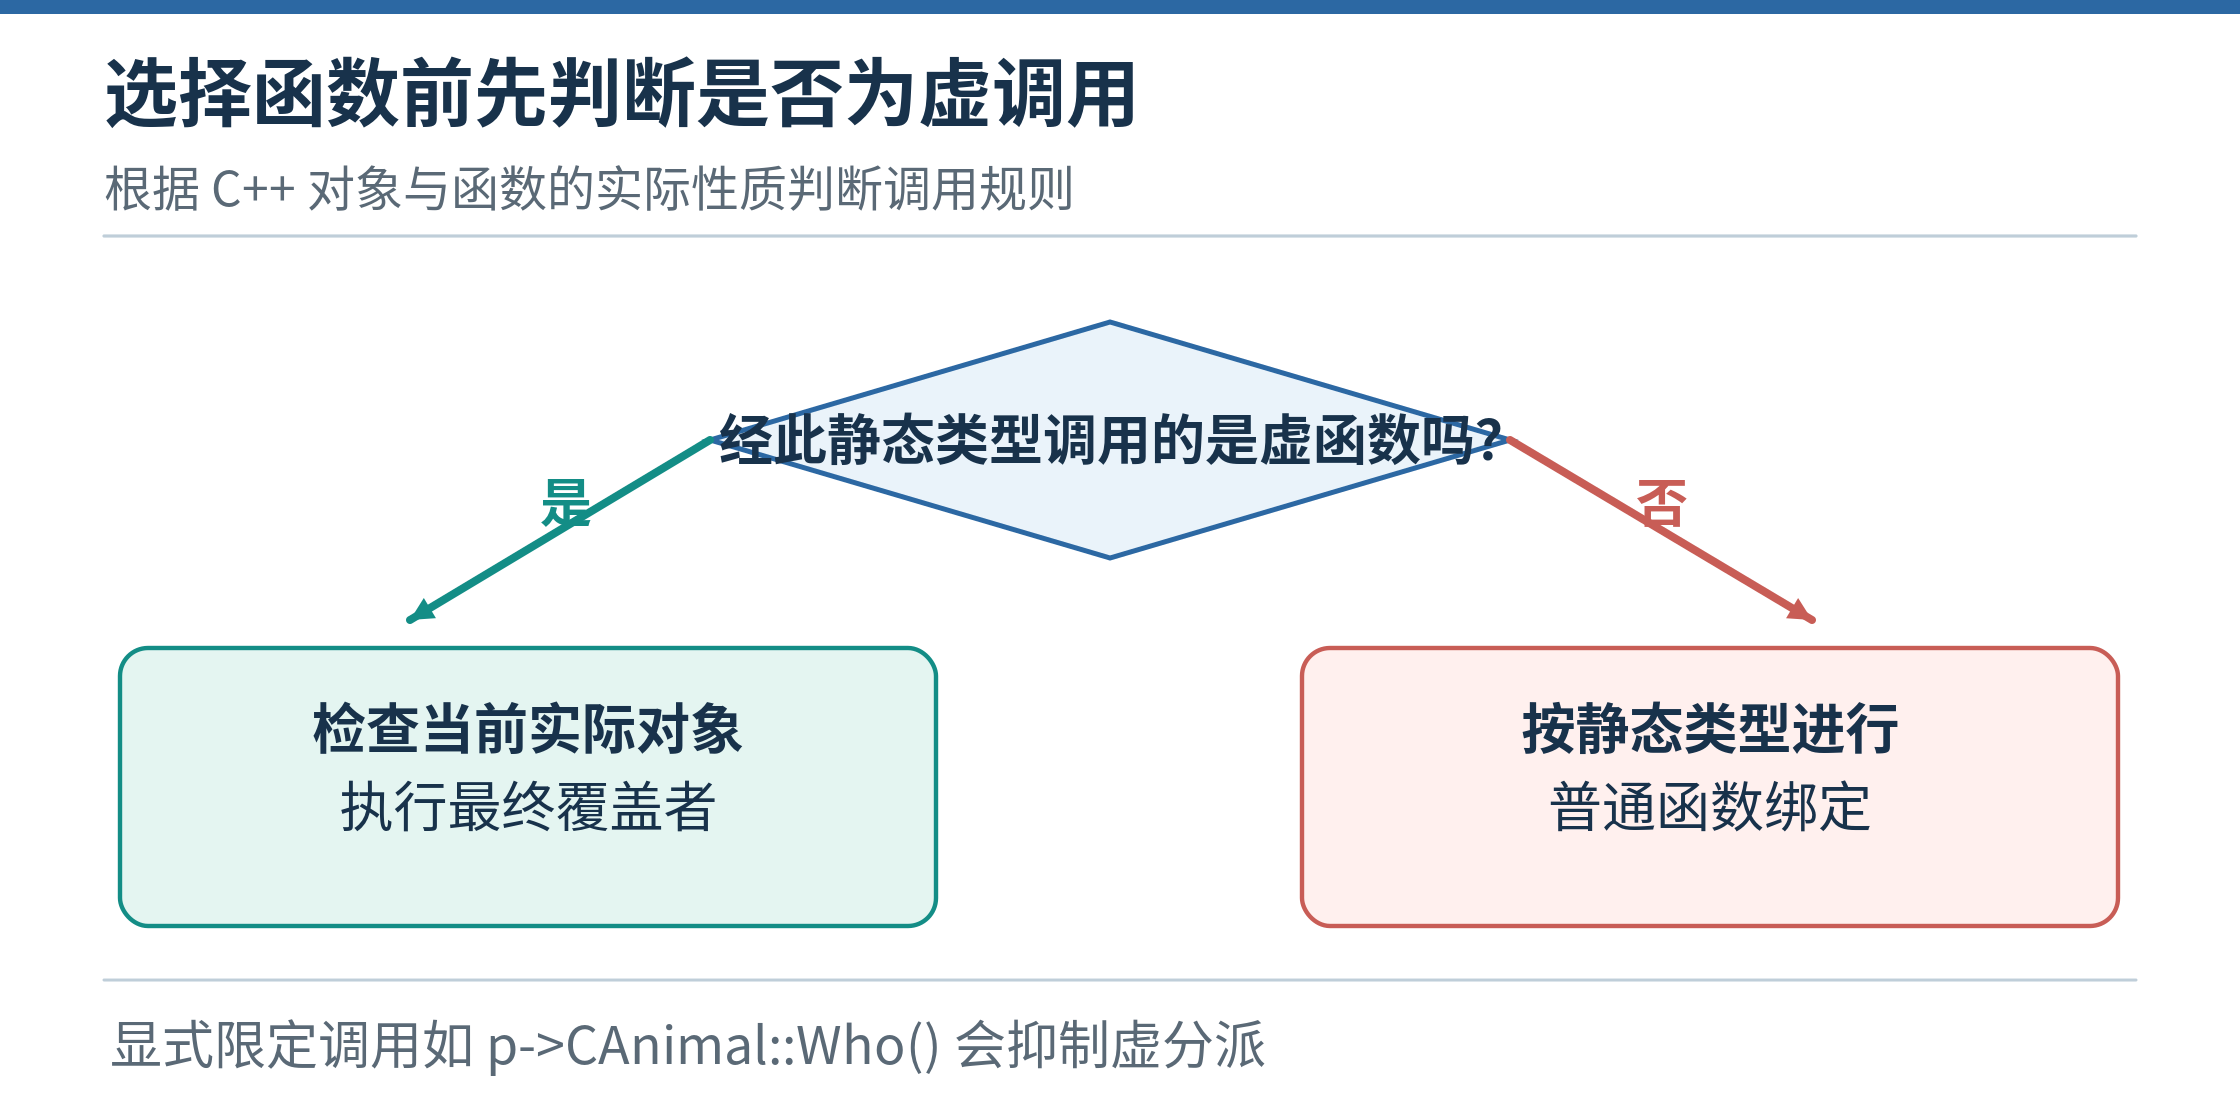 选择函数前先判断是否为虚调用
根据 C++ 对象与函数的实际性质判断调用规则
经此静态类型调用的是虚函数吗?
是
否
检查当前实际对象
执行最终覆盖者
按静态类型进行
普通函数绑定
显式限定调用如 p->CAnimal::Who() 会抑制虚分派